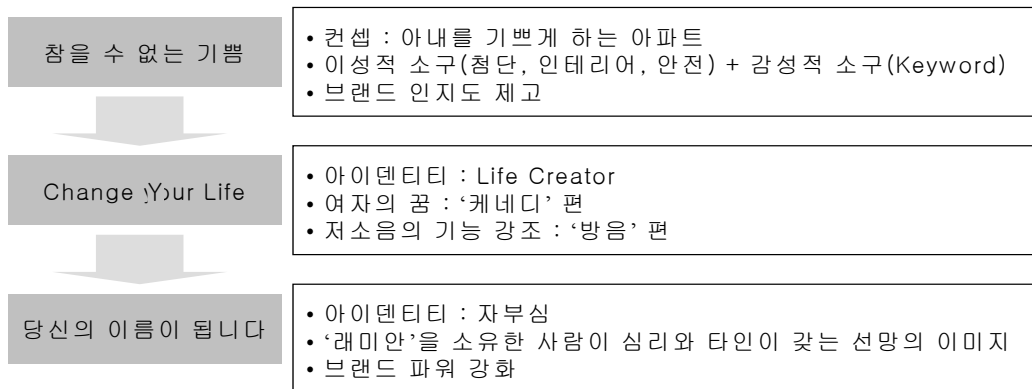 참을 수 없는 기쁨
• 컨셉 : 아내를 기쁘게 하는 아파트
• 이성적 소구(첨단, 인테리어, 안전) + 감성적 소구(Keyword)
• 브랜드 인지도 제고
Change Your Life
• 아이덴티티 : Life Creator
• 여자의 꿈 : ‘케네디’ 편
• 저소음의 기능 강조 : ‘방음’ 편
당신의 이름이 됩니다
• 아이덴티티 : 자부심
• ‘래미안’을 소유한 사람이 심리와 타인이 갖는 선망의 이미지
• 브랜드 파워 강화